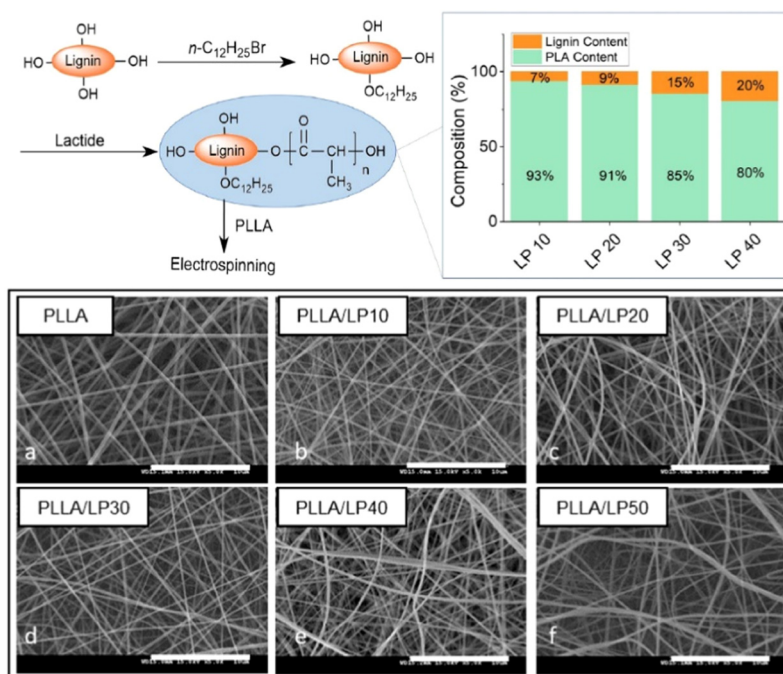 OH
HO-Lignin-OH
OH
n-C12H25Br
OH
HO-Lignin-OH
OC12H25
Lactide
OH
HO-Lignin-O-(C-CH-O)n-H
O
OC12H25
CH3
PLLA
Electrospinning
Lignin Content
PLA Content
Composition (%)
100
50
0
7%
9%
15%
20%
93%
91%
85%
80%
LP 10
LP 20
LP 30
LP 40
PLLA
a
PLLA/LP10
b
PLLA/LP20
c
PLLA/LP30
d
PLLA/LP40
e
PLLA/LP50
f